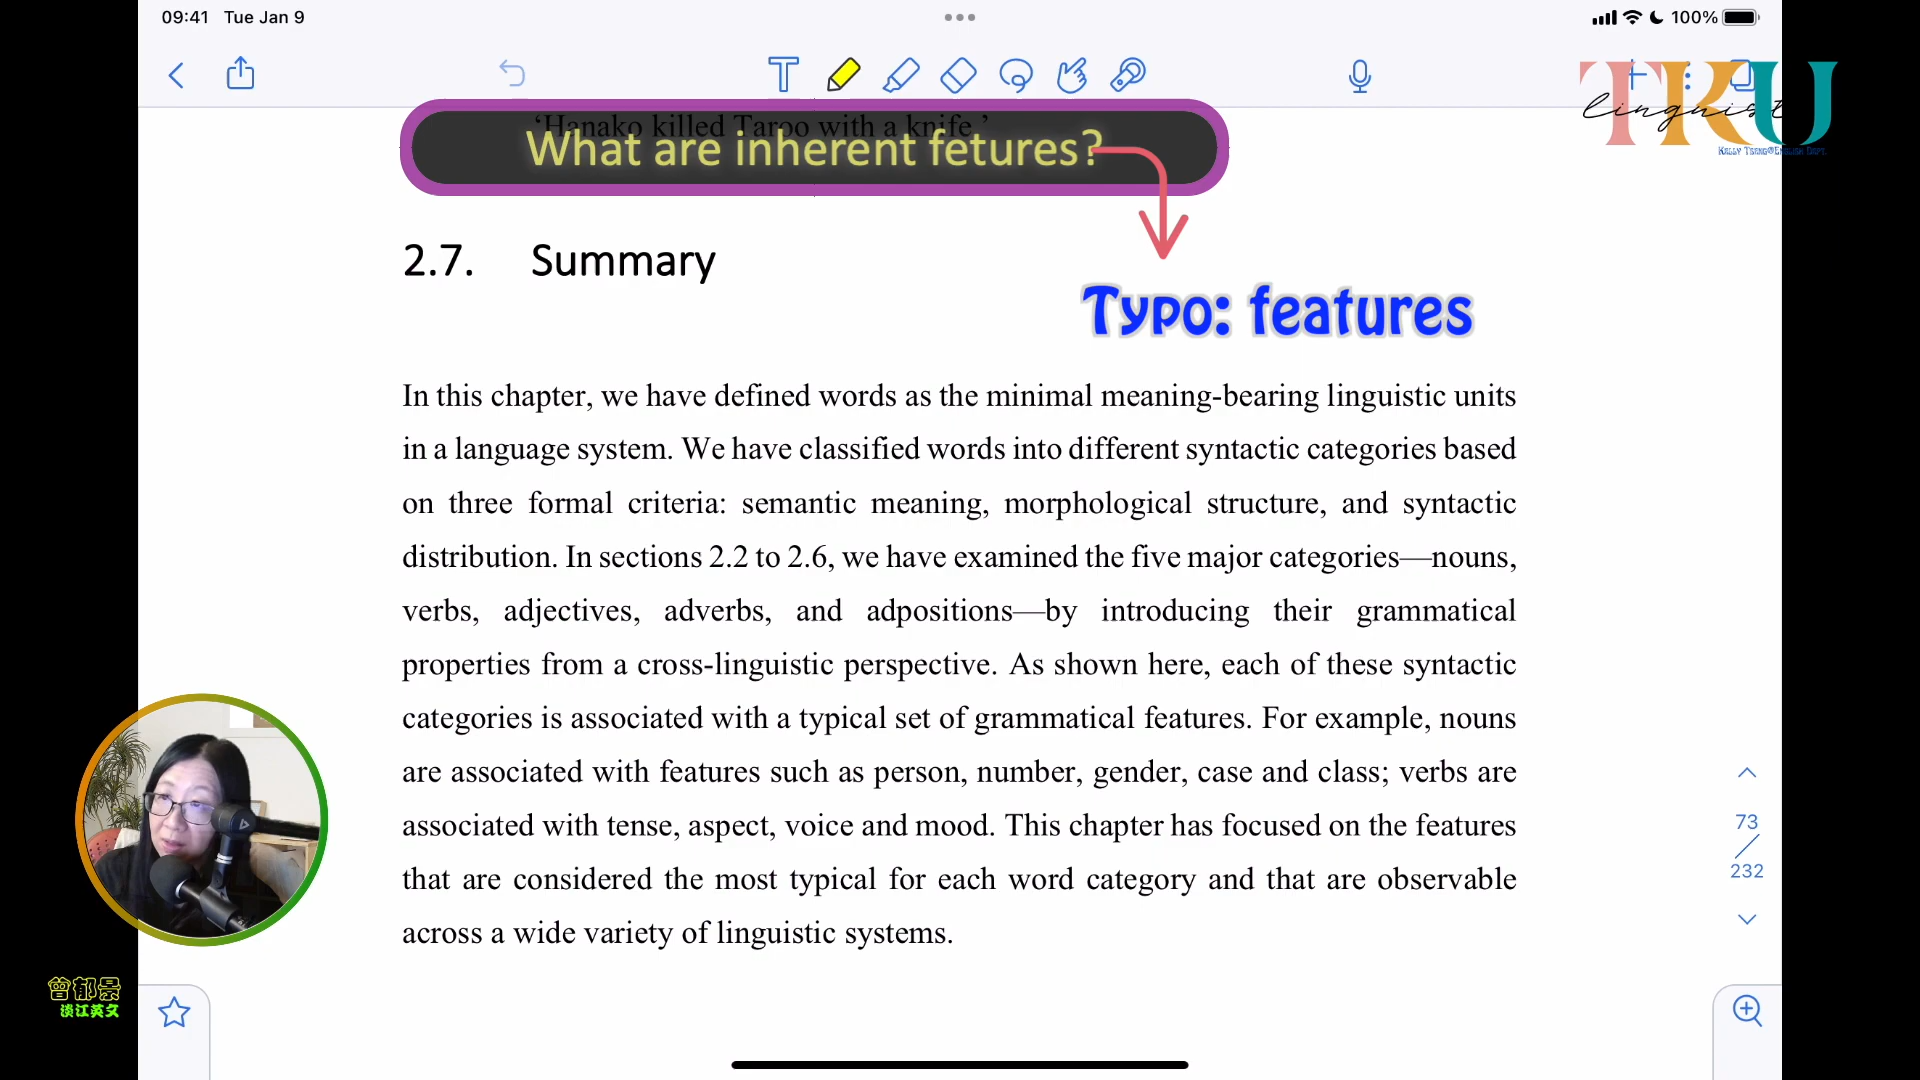 09:41 Tue Jan 9
100%
TKU
linguist
‘Hanako killed Taroo with a knife.’
What are inherent fetures?
2.7. Summary
Typo: features
In this chapter, we have defined words as the minimal meaning-bearing linguistic units
in a language system. We have classified words into different syntactic categories based
on three formal criteria: semantic meaning, morphological structure, and syntactic
distribution. In sections 2.2 to 2.6, we have examined the five major categories—nouns,
verbs, adjectives, adverbs, and adpositions—by introducing their grammatical
properties from a cross-linguistic perspective. As shown here, each of these syntactic
categories is associated with a typical set of grammatical features. For example, nouns
are associated with features such as person, number, gender, case and class; verbs are
associated with tense, aspect, voice and mood. This chapter has focused on the features
that are considered the most typical for each word category and that are observable
across a wide variety of linguistic systems.
73
232
曾郁景
淡江英文